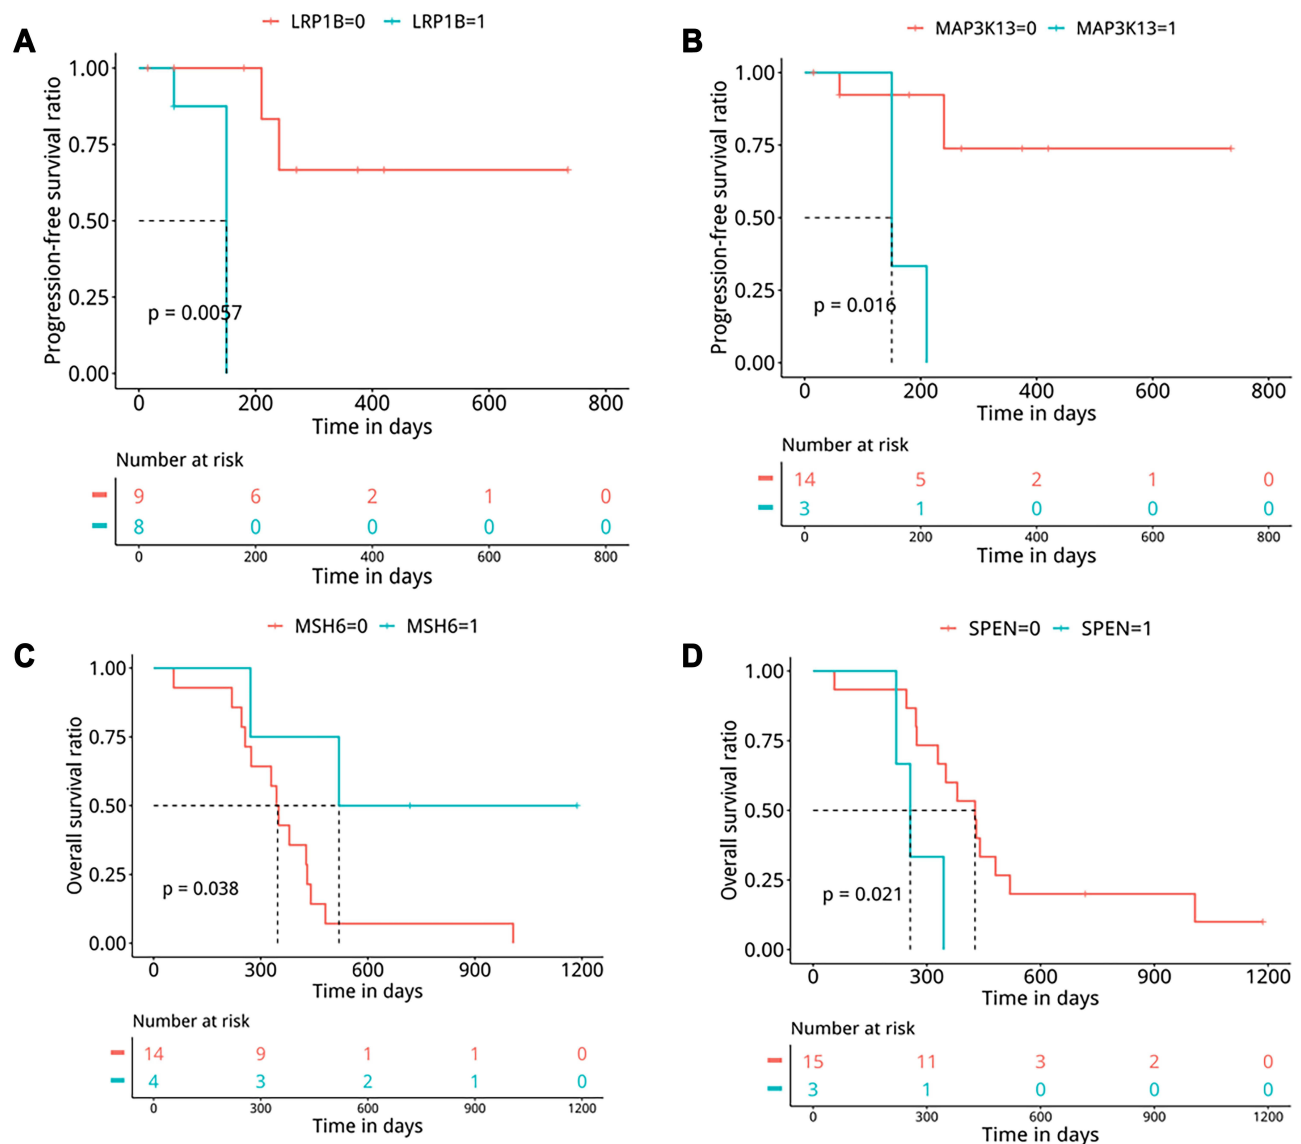 A
LRP1B=0 LRP1B=1
Progression-free survival ratio
1.00
0.75
0.50
0.25
0.00
p = 0.0057
0 200 400 600 800
Time in days
Number at risk
9 6 2 1 0
8 0 0 0 0
0 200 400 600 800
Time in days
B
MAP3K13=0 MAP3K13=1
Progression-free survival ratio
1.00
0.75
0.50
0.25
0.00
p = 0.016
0 200 400 600 800
Time in days
Number at risk
14 5 2 1 0
3 1 0 0 0
0 200 400 600 800
Time in days
C
MSH6=0 MSH6=1
Overall survival ratio
1.00
0.75
0.50
0.25
0.00
p = 0.038
0 300 600 900 1200
Time in days
Number at risk
14 9 1 1 0
4 3 2 1 0
0 300 600 900 1200
Time in days
D
SPEN=0 SPEN=1
Overall survival ratio
1.00
0.75
0.50
0.25
0.00
p = 0.021
0 300 600 900 1200
Time in days
Number at risk
15 11 3 2 0
3 1 0 0 0
0 300 600 900 1200
Time in days